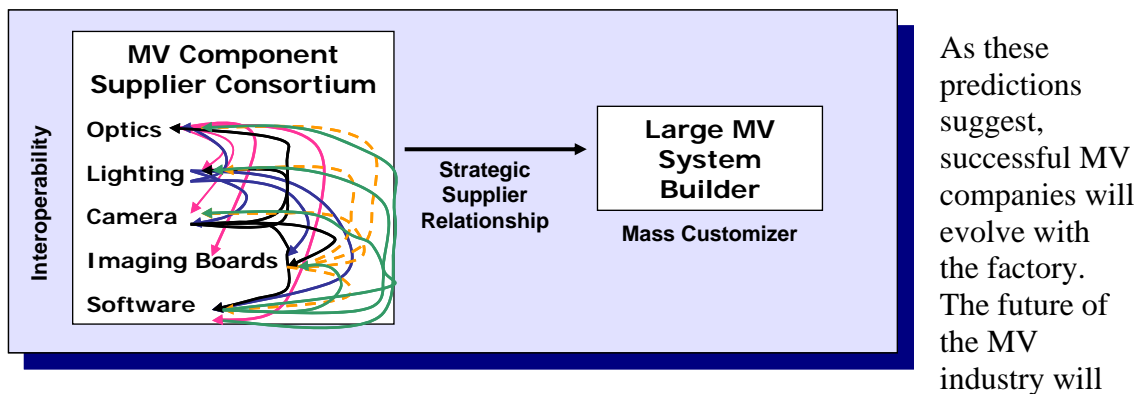 Interoperability
MV Component
Supplier Consortium
Optics
Lighting
Camera
Imaging Boards
Software
Strategic
Supplier
Relationship
Large MV
System
Builder
Mass Customizer
As these
predictions
suggest,
successful MV
companies will
evolve with
the factory.
The future of
the MV
industry will